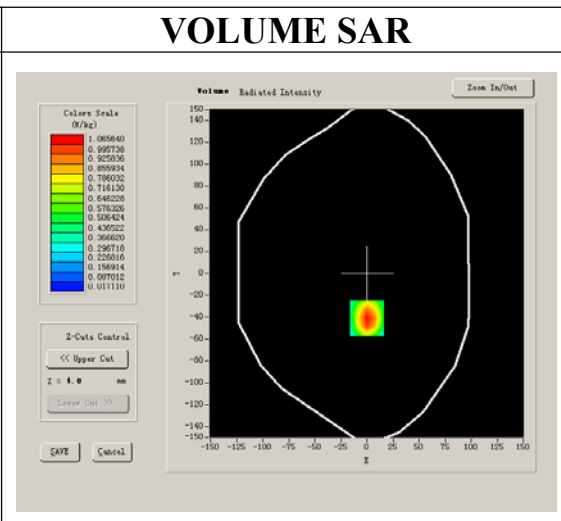 VOLUME SAR
Volume Radiated Intensity
Zoom In/Out
Colors Scale
(W/kg)
1.065640
0.995738
0.925836
0.855934
0.786032
0.716130
0.646228
0.576326
0.506424
0.436522
0.366620
0.296718
0.226816
0.156914
0.087012
0.017110
Z-Cuts Control
<< Upper Cut
Z = 4.0 mm
Lower Cut >>
SAVE Cancel
150
140
120
100
80
60
40
20
0
-20
-40
-60
-80
-100
-120
-140
-150
Y
-150 -125 -100 -75 -50 -25 0 25 50 75 100 125 150
X